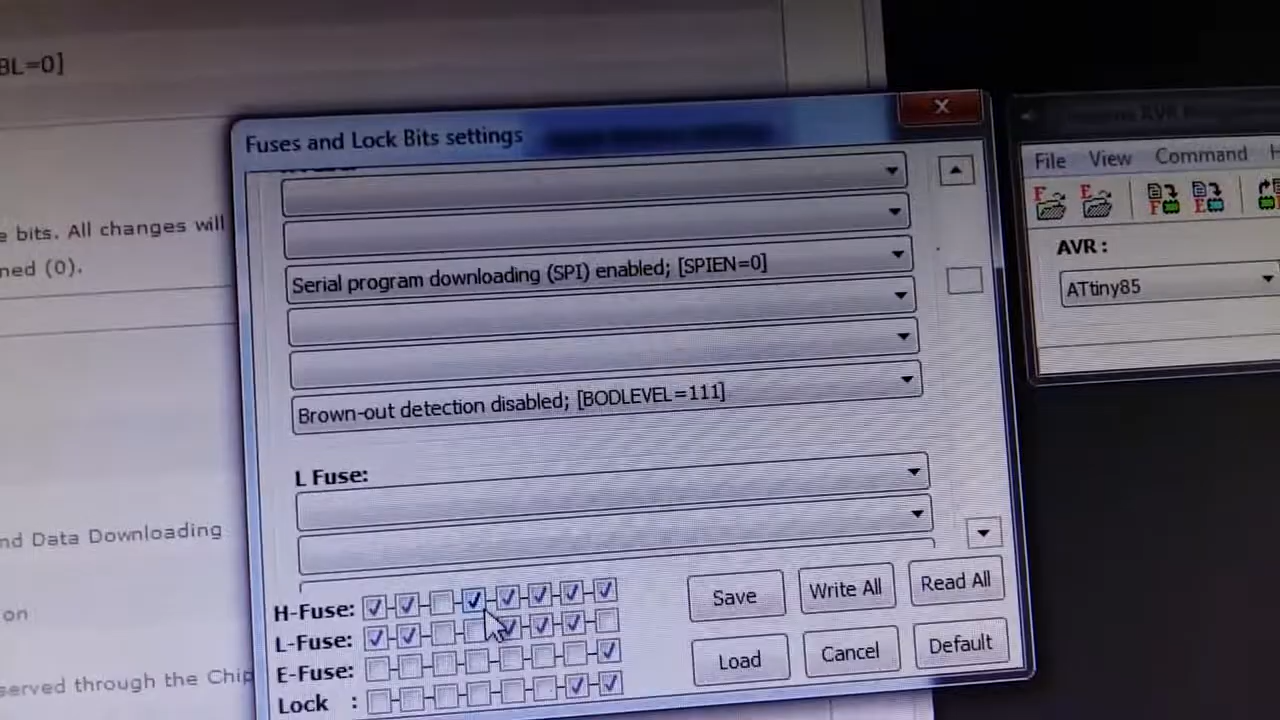 BL=0]
Fuses and Lock Bits settings
File View Command
e bits. All changes will
ned (0).
AVR :
ATtiny85
Serial program downloading (SPI) enabled; [SPIEN=0]
Brown-out detection disabled; [BODLEVEL=111]
L Fuse:
nd Data Downloading
on
served through the Chip
H-Fuse:
L-Fuse:
E-Fuse:
Lock :
Save Write All Read All
Load Cancel Default